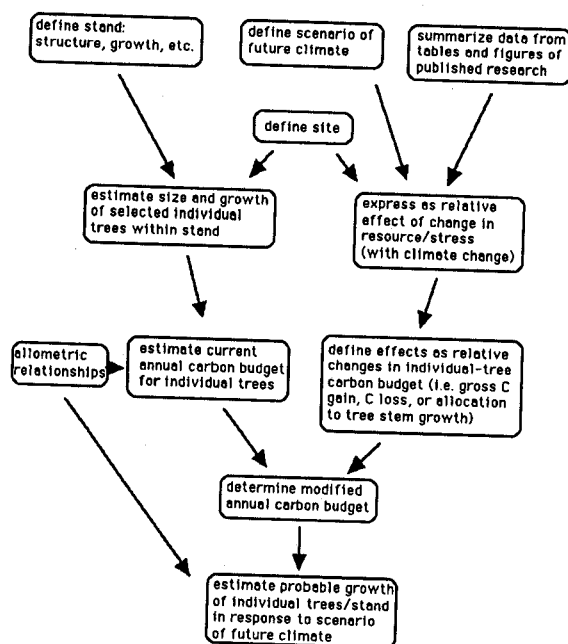 define stand:
structure, growth, etc.
define scenario of
future climate
summarize data from
tables and figures of
published research
define site
estimate size and growth
of selected individual
trees within stand
express as relative
effect of change in
resource/stress
(with climate change)
allometric
relationships
estimate current
annual carbon budget
for individual trees
define effects as relative
changes in individual-tree
carbon budget (i.e. gross C
gain, C loss, or allocation
to tree stem growth)
determine modified
annual carbon budget
estimate probable growth
of individual trees/stand
in response to scenario
of future climate